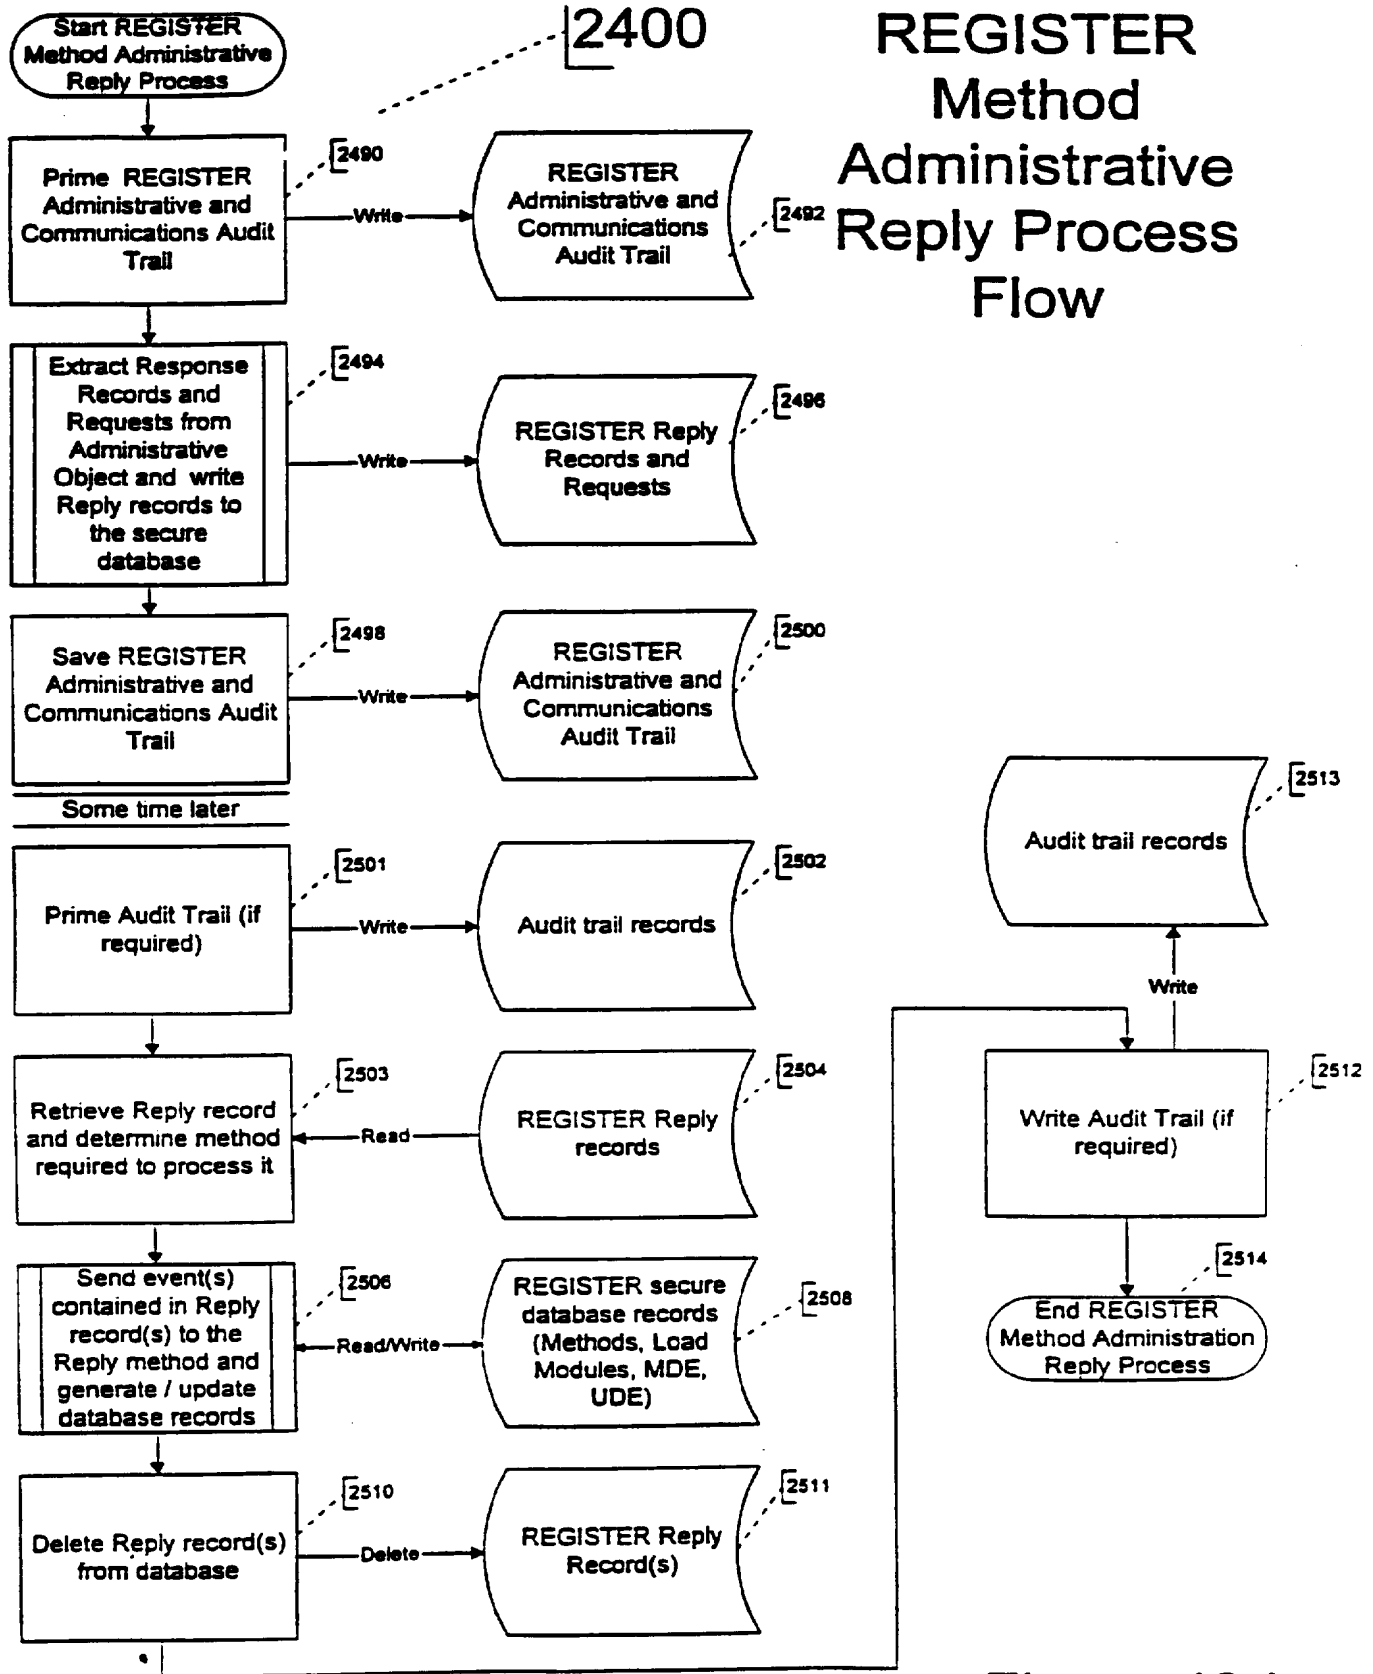 Start REGISTER
Method Administrative
Reply Process
2400
REGISTER
Method
Administrative
Reply Process
Flow
Prime REGISTER
Administrative and
Communications Audit
Trail
2490
Write
REGISTER
Administrative and
Communications
Audit Trail
2492
Extract Response
Records and
Requests from
Administrative
Object and write
Reply records to
the secure
database
2494
Write
REGISTER Reply
Records and
Requests
2496
Save REGISTER
Administrative and
Communications Audit
Trail
2498
Write
REGISTER
Administrative and
Communications
Audit Trail
2500
Some time later
Prime Audit Trail (if
required)
2501
Write
Audit trail records
2502
Retrieve Reply record
and determine method
required to process it
2503
Read
REGISTER Reply
records
2504
Send event(s)
contained in Reply
record(s) to the
Reply method and
generate / update
database records
2506
Read/Write
REGISTER secure
database records
(Methods, Load
Modules, MDE,
UDE)
2508
Delete Reply record(s)
from database
2510
Delete
REGISTER Reply
Record(s)
2511
Audit trail records
2513
Write
Write Audit Trail (if
required)
2512
2514
End REGISTER
Method Administration
Reply Process